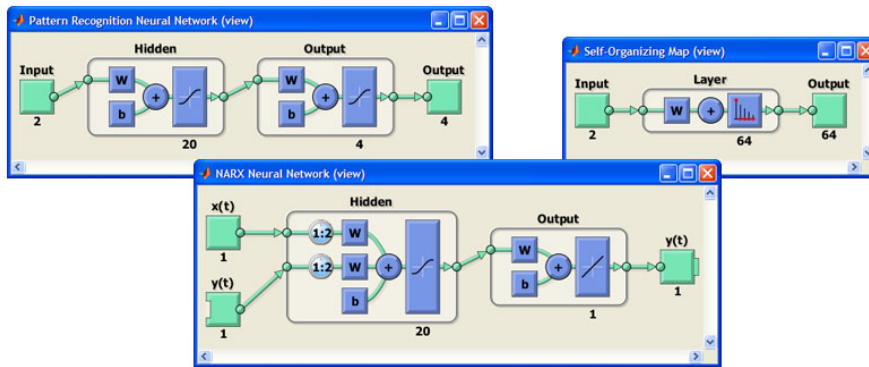 Pattern Recognition Neural Network (view)
Hidden
Output
Input
W
b
+
W
b
+
Output
2
20
4
4
Self-Organizing Map (view)
Layer
Input
Output
W
+
2
64
64
NARX Neural Network (view)
Hidden
x(t)
Output
1:2
W
y(t)
1
W
+
1:2
W
+
y(t)
b
b
1
1
20
1